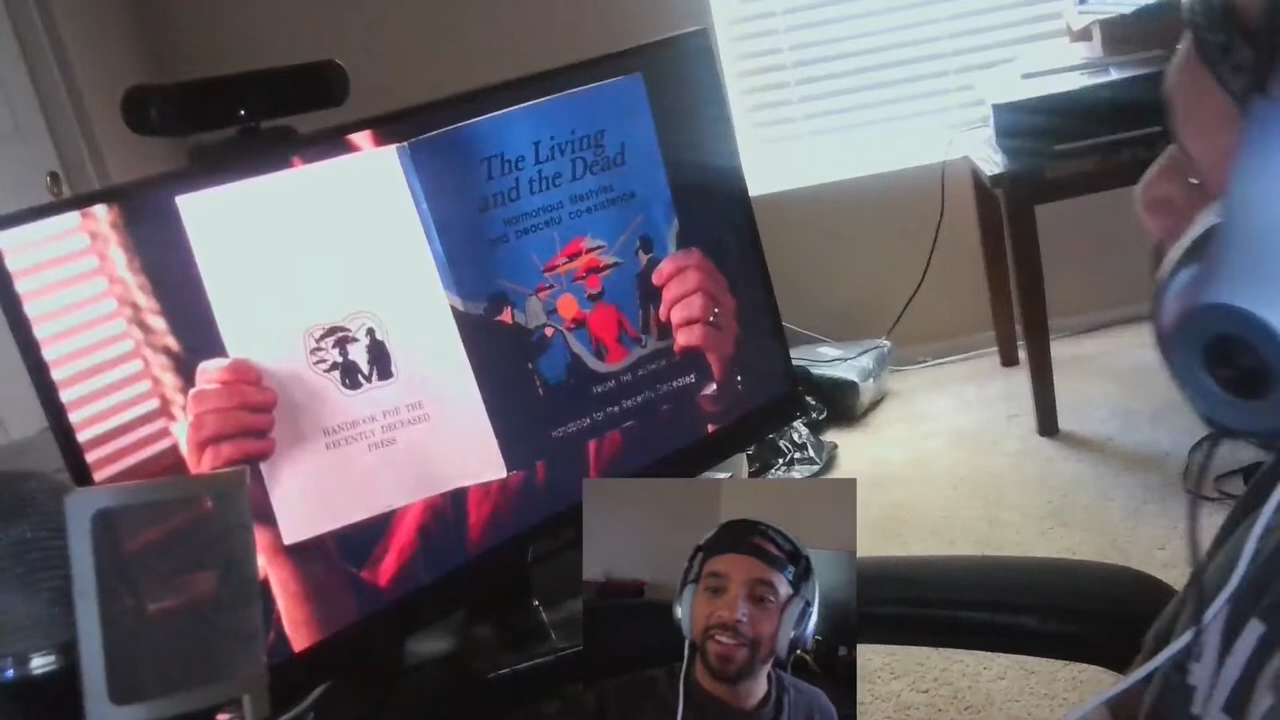 The Living
and the Dead
Harmonious lifestyles
and peaceful co-existence
FROM THE AUTHOR
Handbook for the Recently Deceased
HANDBOOK FOR THE
RECENTLY DECEASED
PRESS